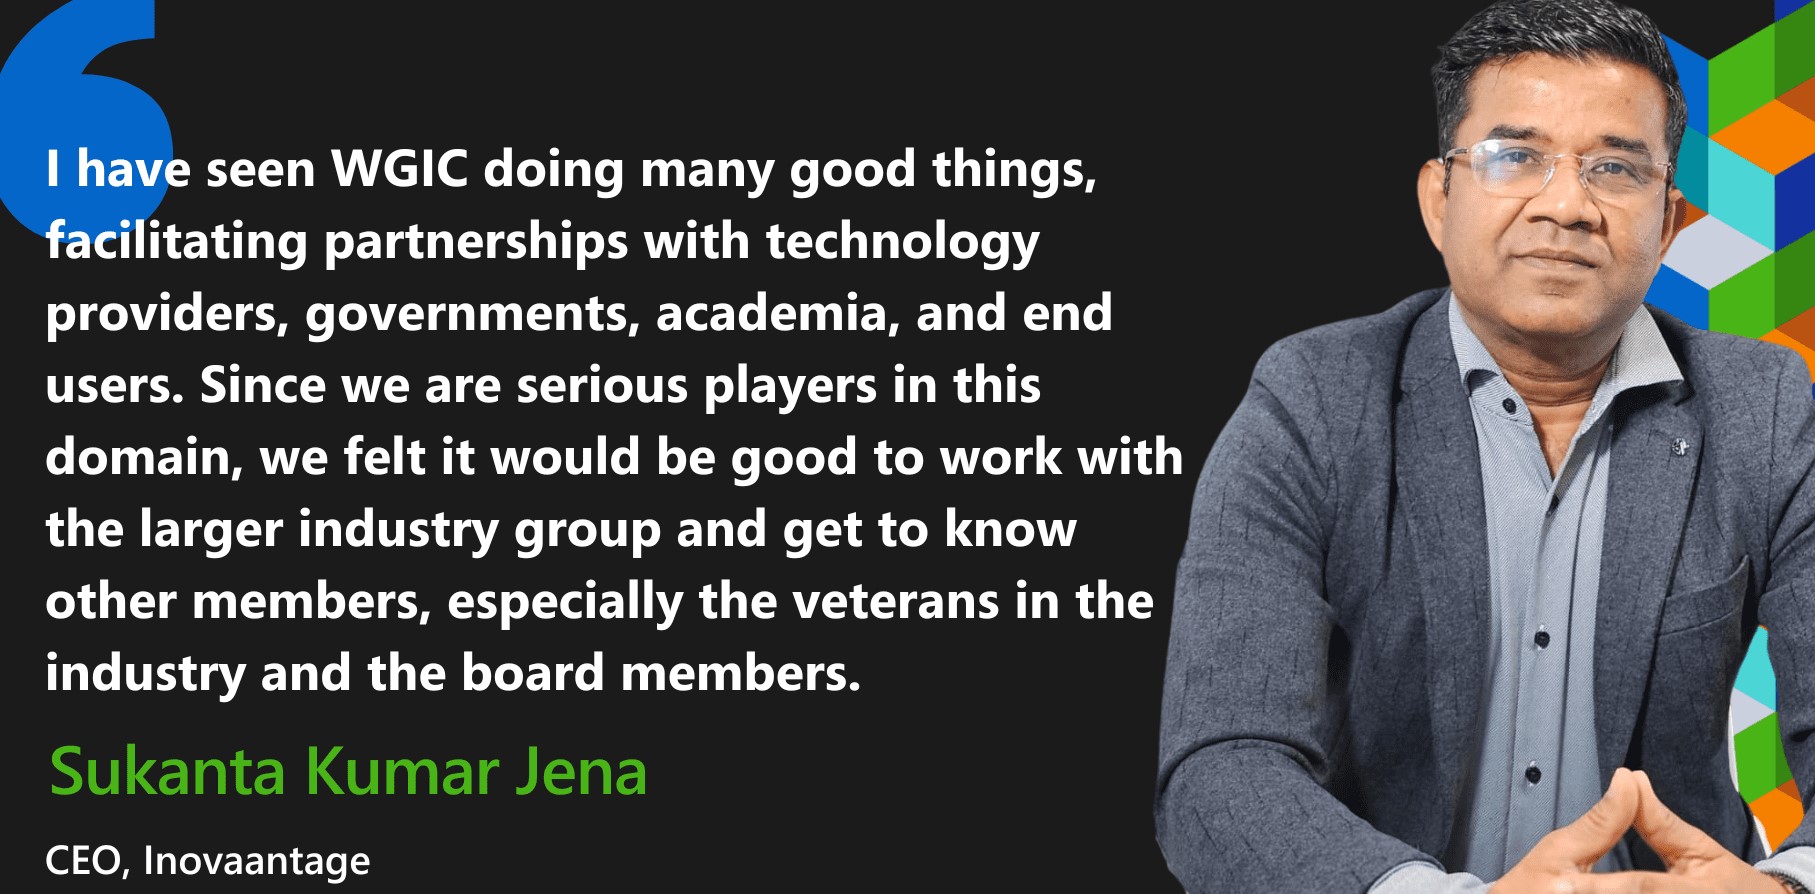 I have seen WGIC doing many good things,
facilitating partnerships with technology
providers, governments, academia, and end
users. Since we are serious players in this
domain, we felt it would be good to work with
the larger industry group and get to know
other members, especially the veterans in the
industry and the board members.
Sukanta Kumar Jena
CEO, Inovaantage